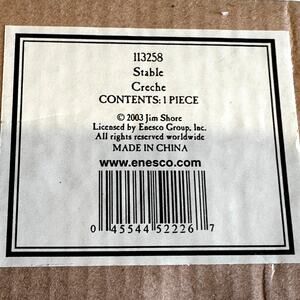 113258
Stable
Creche
CONTENTS: 1 PIECE
© 2003 Jim Shore
Licensed by Enesco Group, Inc.
All rights reserved worldwide
MADE IN CHINA
www.enesco.com
0 45544 52226 7